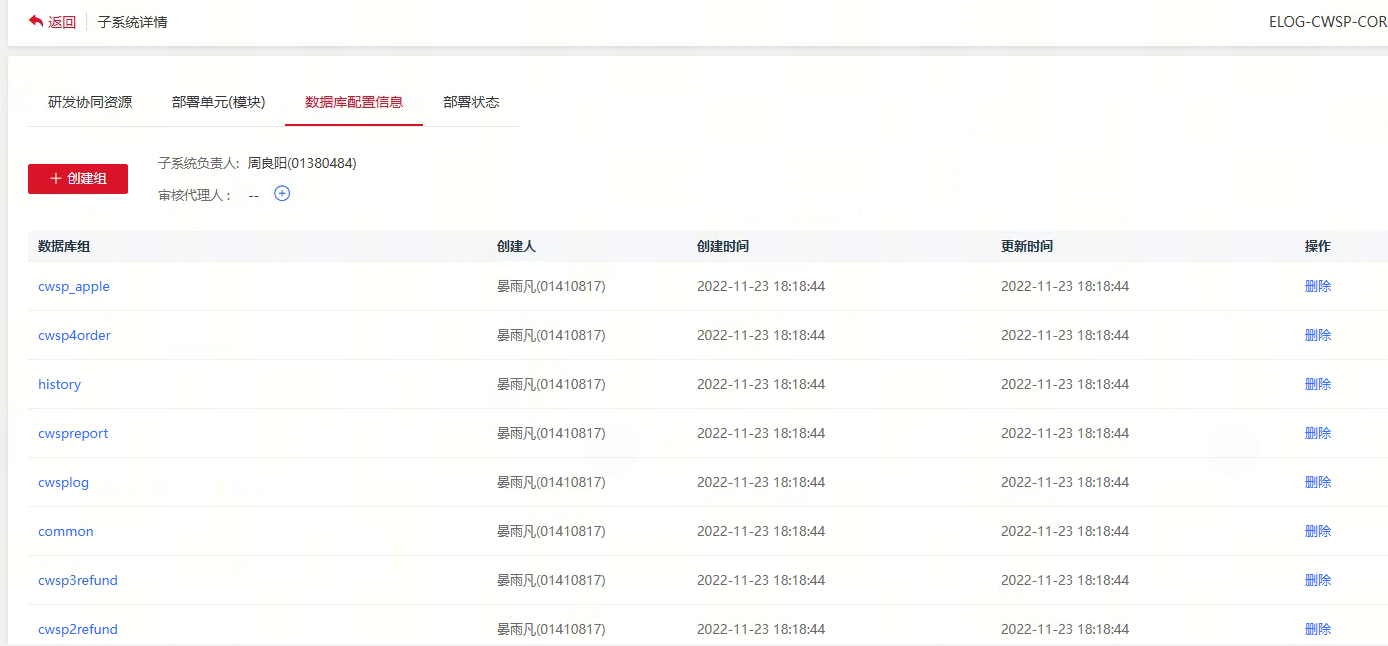 返回 子系统详情 ELOG-CWSP-COR
研发协同资源 部署单元(模块) 数据库配置信息 部署状态
创建组
子系统负责人: 周良阳(01380484)
审核代理人: --
数据库组 创建人 创建时间 更新时间 操作
cwsp_apple 晏雨凡(01410817) 2022-11-23 18:18:44 2022-11-23 18:18:44 删除
cwsp4order 晏雨凡(01410817) 2022-11-23 18:18:44 2022-11-23 18:18:44 删除
history 晏雨凡(01410817) 2022-11-23 18:18:44 2022-11-23 18:18:44 删除
cwspreport 晏雨凡(01410817) 2022-11-23 18:18:44 2022-11-23 18:18:44 删除
cwsplog 晏雨凡(01410817) 2022-11-23 18:18:44 2022-11-23 18:18:44 删除
common 晏雨凡(01410817) 2022-11-23 18:18:44 2022-11-23 18:18:44 删除
cwsp3refund 晏雨凡(01410817) 2022-11-23 18:18:44 2022-11-23 18:18:44 删除
cwsp2refund 晏雨凡(01410817) 2022-11-23 18:18:44 2022-11-23 18:18:44 删除